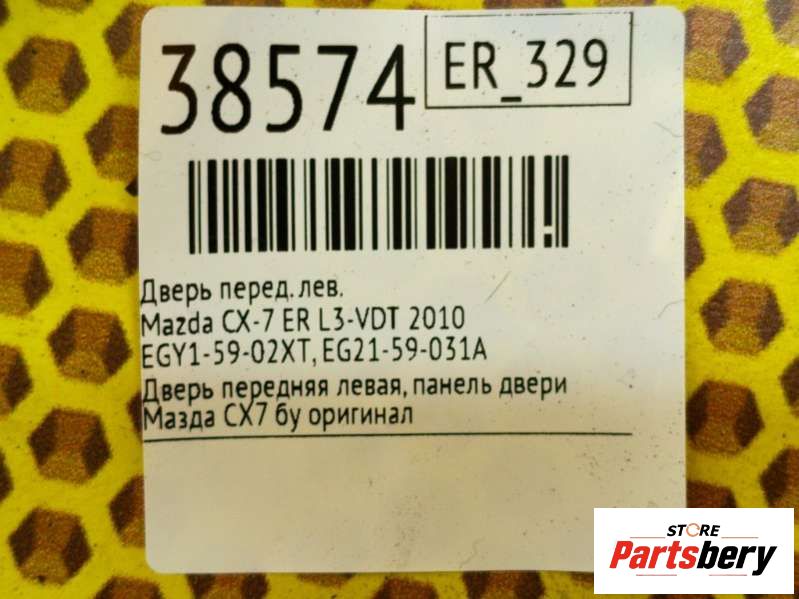 38574
ER_329
Дверь перед. лев.
Mazda CX-7 ER L3-VDT 2010
EGY1-59-02XT, EG21-59-031A
Дверь передняя левая, панель двери
Мазда СХ7 бу оригинал
STORE
Partsbery